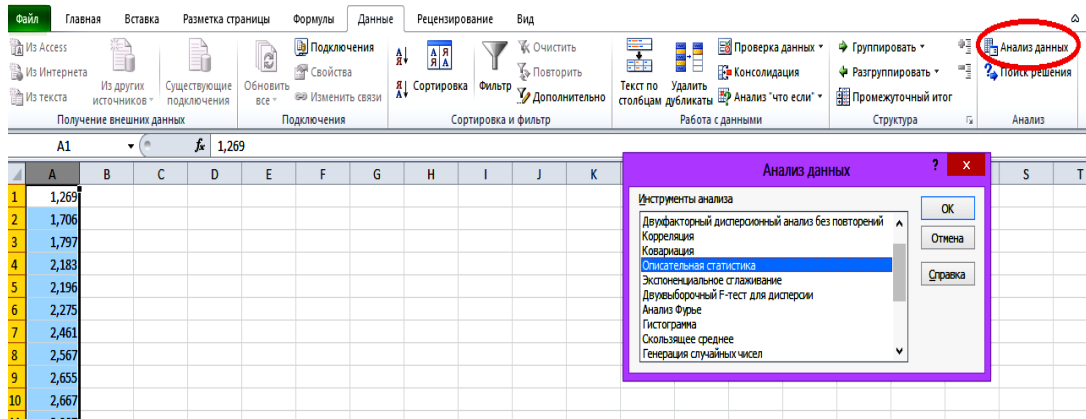 Файл Главная Вставка Разметка страницы Формулы Данные Рецензирование Вид
Из Access
Из Интернета
Из текста
Из других источников
Существующие подключения
Получение внешних данных
Обновить все
Подключения
Свойства
Изменить связи
Подключения
Сортировка
Фильтр
Очистить
Повторить
Дополнительно
Сортировка и фильтр
Текст по столбцам
Удалить дубликаты
Проверка данных
Консолидация
Анализ "что если"
Работа с данными
Группировать
Разгруппировать
Промежуточный итог
Структура
Анализ данных
Поиск решения
Анализ
A1 fx 1,269
A B C D E F G H I J K S T
1 1,269
2 1,706
3 1,797
4 2,183
5 2,196
6 2,275
7 2,461
8 2,567
9 2,655
10 2,667
Анализ данных ? x
Инструменты анализа
Двухфакторный дисперсионный анализ без повторений
Корреляция
Ковариация
Описательная статистика
Экспоненциальное сглаживание
Двухвыборочный F-тест для дисперсии
Анализ Фурье
Гистограмма
Скользящее среднее
Генерация случайных чисел
ОК
Отмена
Справка